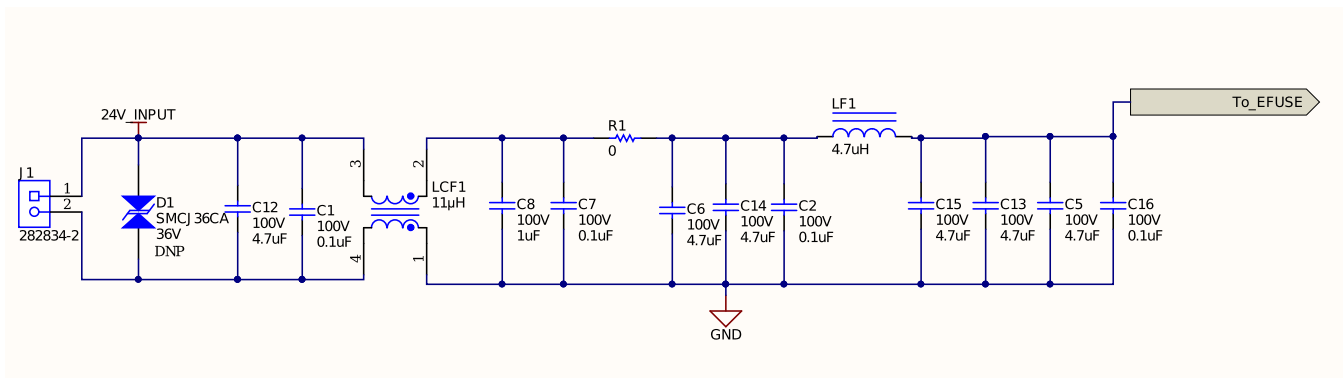 24V_INPUT
J1
1
2
282834-2
D1
SMCJ36CA
36V
DNP
C12
100V
4.7uF
C1
100V
0.1uF
3
4
2
1
LCF1
11µH
C8
100V
1uF
C7
100V
0.1uF
R1
0
C6
100V
4.7uF
C14
100V
4.7uF
C2
100V
0.1uF
GND
LF1
4.7uH
C15
100V
4.7uF
C13
100V
4.7uF
C5
100V
4.7uF
C16
100V
0.1uF
To_EFUSE